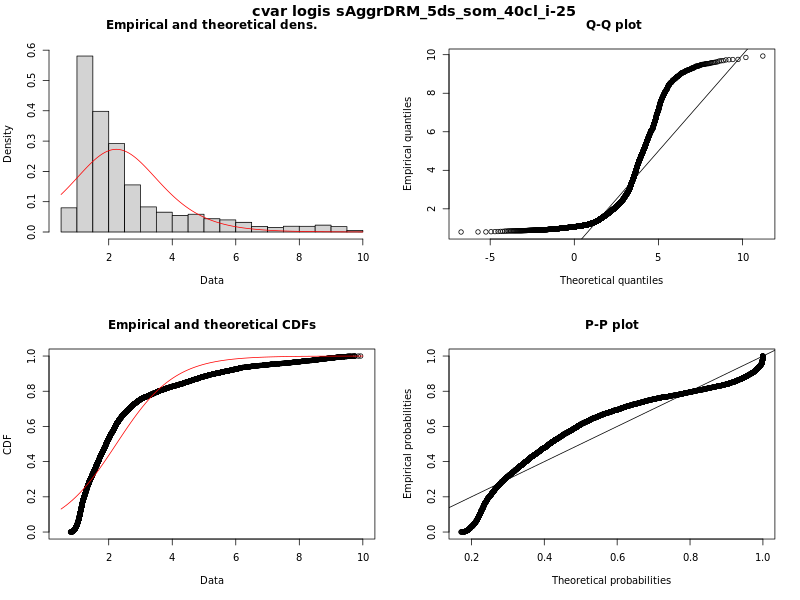 cvar logis sAggrDRM_5ds_som_40cl_i-25
Empirical and theoretical dens.
Density
0.0 0.1 0.2 0.3 0.4 0.5 0.6
2 4 6 8 10
Data
Q-Q plot
Empirical quantiles
2 4 6 8 10
-5 0 5 10
Theoretical quantiles
Empirical and theoretical CDFs
CDF
0.0 0.2 0.4 0.6 0.8 1.0
2 4 6 8 10
Data
P-P plot
Empirical probabilities
0.0 0.2 0.4 0.6 0.8 1.0
0.2 0.4 0.6 0.8 1.0
Theoretical probabilities